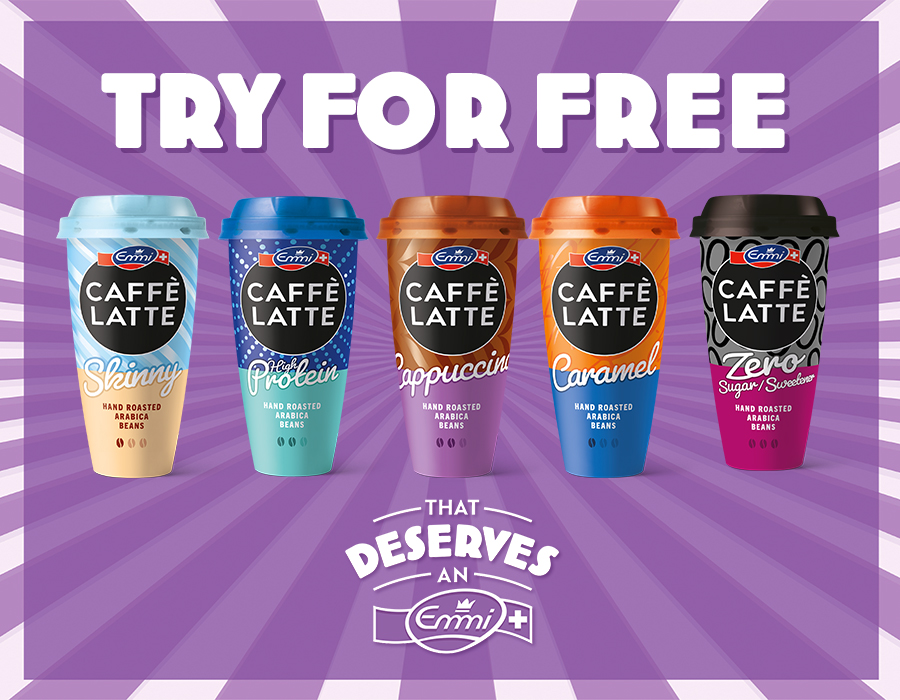 TRY FOR FREE
Emmi
CAFFÈ
LATTE
Skinny
HAND ROASTED
ARABICA
BEANS
Emmi
CAFFÈ
LATTE
High
Protein
HAND ROASTED
ARABICA
BEANS
Emmi
CAFFÈ
LATTE
Cappuccino
HAND ROASTED
ARABICA
BEANS
Emmi
CAFFÈ
LATTE
Caramel
HAND ROASTED
ARABICA
BEANS
Emmi
CAFFÈ
LATTE
Zero
Sugar/Sweetener
HAND ROASTED
ARABICA
BEANS
THAT
DESERVES
AN
Emmi